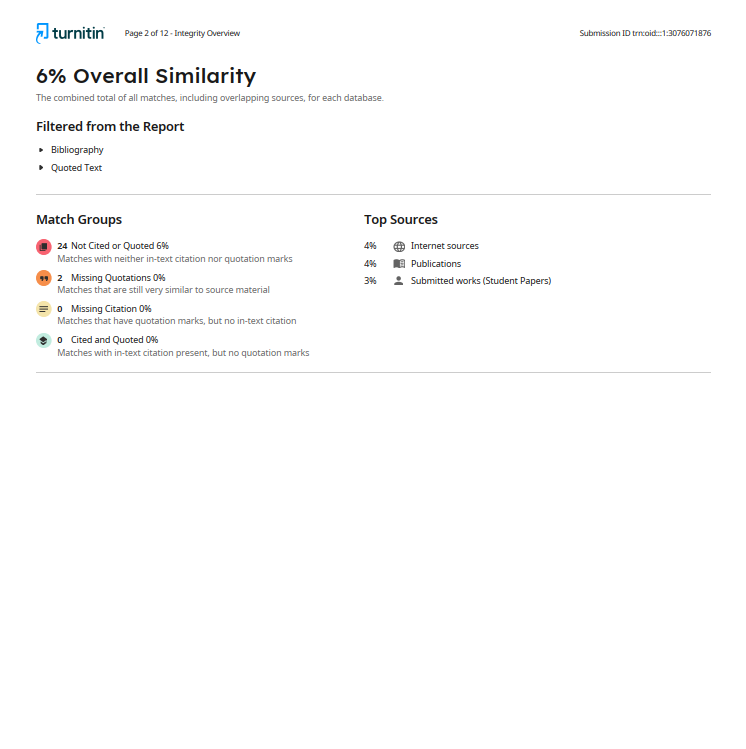 turnitin Page 2 of 12 - Integrity Overview Submission ID trn:oid:::1:3076071876
6% Overall Similarity
The combined total of all matches, including overlapping sources, for each database.
Filtered from the Report
Bibliography
Quoted Text
Match Groups
24 Not Cited or Quoted 6%
Matches with neither in-text citation nor quotation marks
2 Missing Quotations 0%
Matches that are still very similar to source material
0 Missing Citation 0%
Matches that have quotation marks, but no in-text citation
0 Cited and Quoted 0%
Matches with in-text citation present, but no quotation marks
Top Sources
4% Internet sources
4% Publications
3% Submitted works (Student Papers)